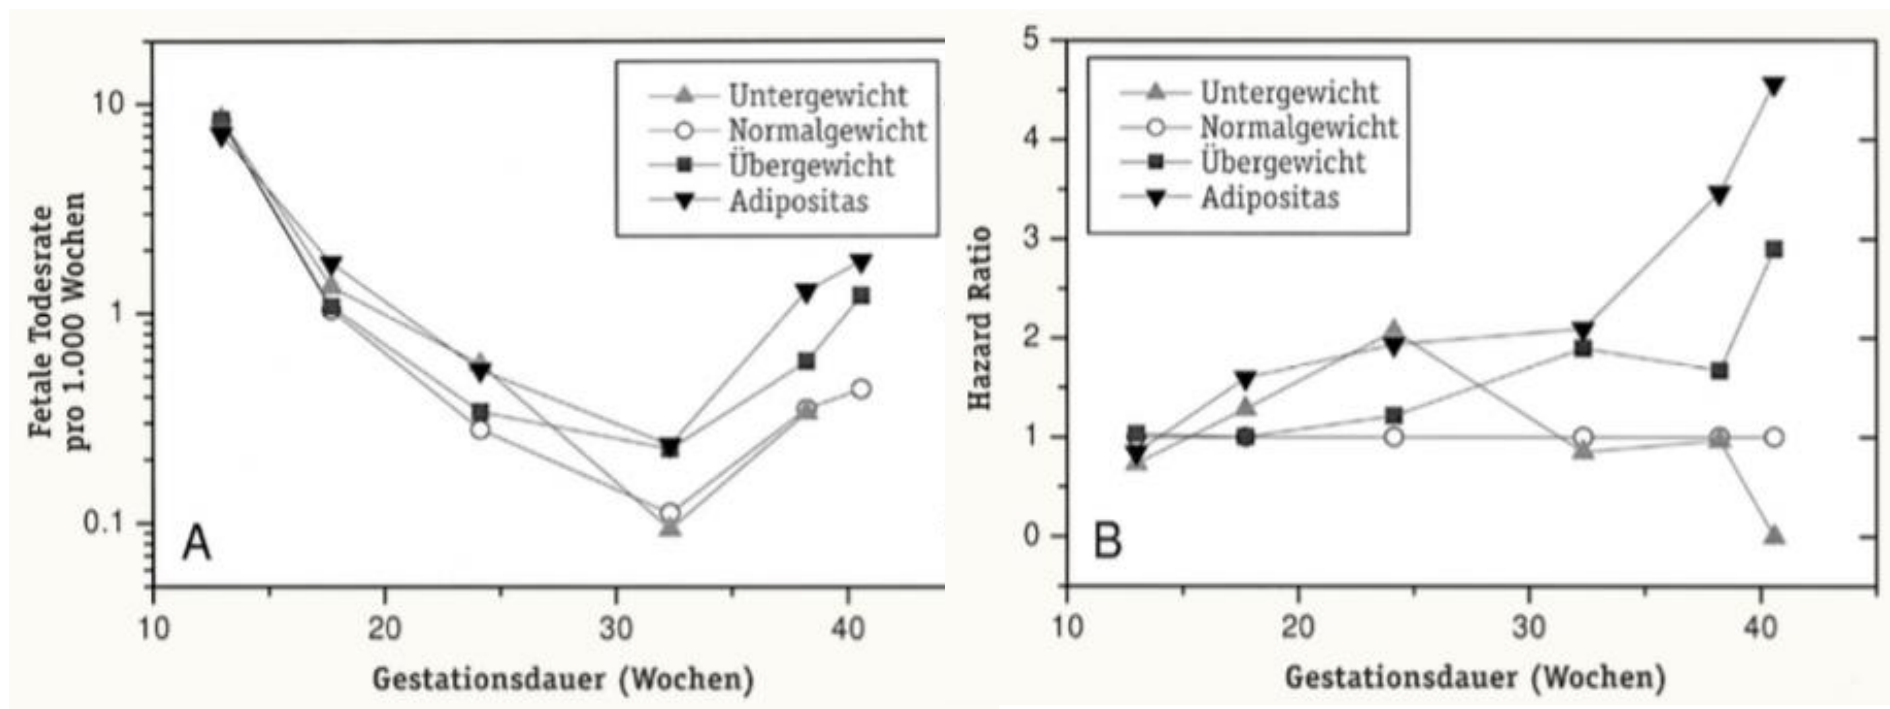 Fetale Todesrate
pro 1.000 Wochen
10
1
0.1
Untergewicht
Normalgewicht
Übergewicht
Adipositas
A
10
20
30
40
Gestationsdauer (Wochen)
Hazard Ratio
5
4
3
2
1
0
Untergewicht
Normalgewicht
Übergewicht
Adipositas
B
10
20
30
40
Gestationsdauer (Wochen)